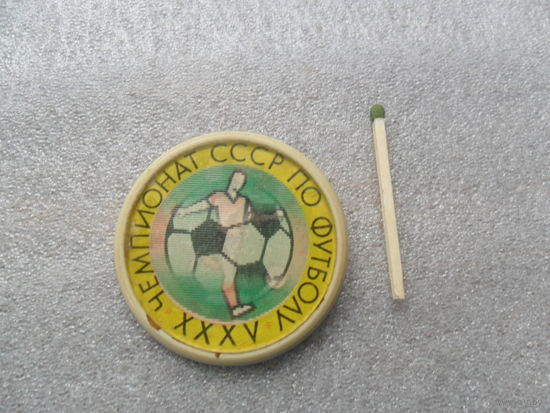 XXXV ЧЕМПИОНАТ СССР ПО ФУТБОЛУ